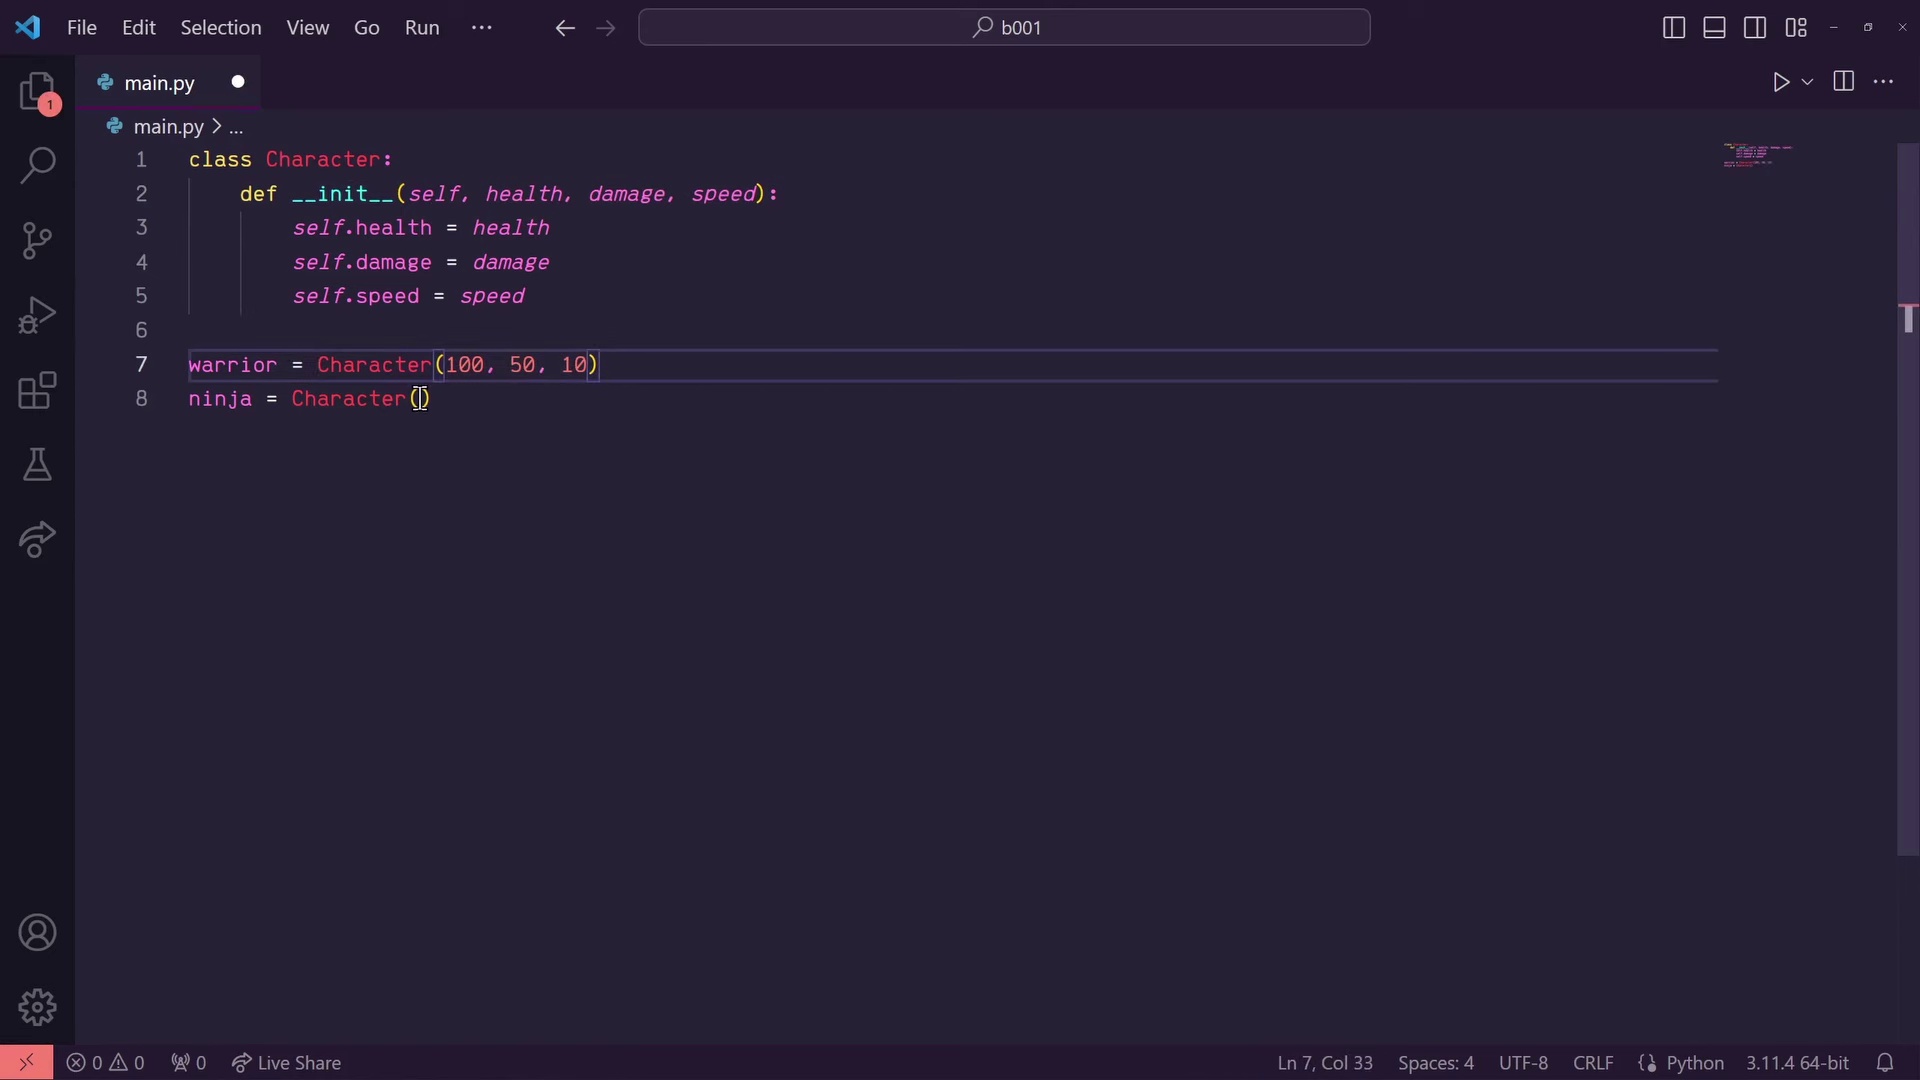 File Edit Selection View Go Run ··· b001
main.py
main.py > ...
1 class Character:
2     def __init__(self, health, damage, speed):
3         self.health = health
4         self.damage = damage
5         self.speed = speed
6
7 warrior = Character(100, 50, 10)
8 ninja = Character()
1
0 0 0 Live Share Ln 7, Col 33 Spaces: 4 UTF-8 CRLF {} Python 3.11.4 64-bit